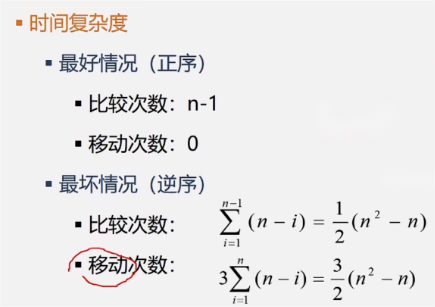 ▪ 时间复杂度
▪ 最好情况（正序）
▪ 比较次数：n-1
▪ 移动次数：0
▪ 最坏情况（逆序）
▪ 比较次数： \sum_{i=1}^{n-1}(n-i)=\frac{1}{2}(n^2-n)
▪ 移动次数： 3\sum_{i=1}^{n}(n-i)=\frac{3}{2}(n^2-n)